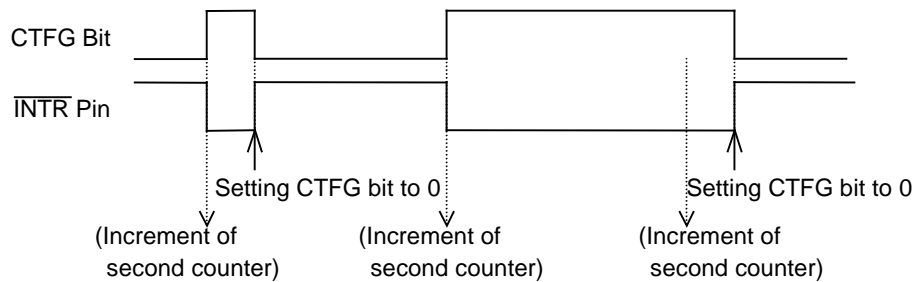 CTFG Bit
INTR Pin
Setting CTFG bit to 0
Setting CTFG bit to 0
(Increment of
second counter)
(Increment of
second counter)
(Increment of
second counter)